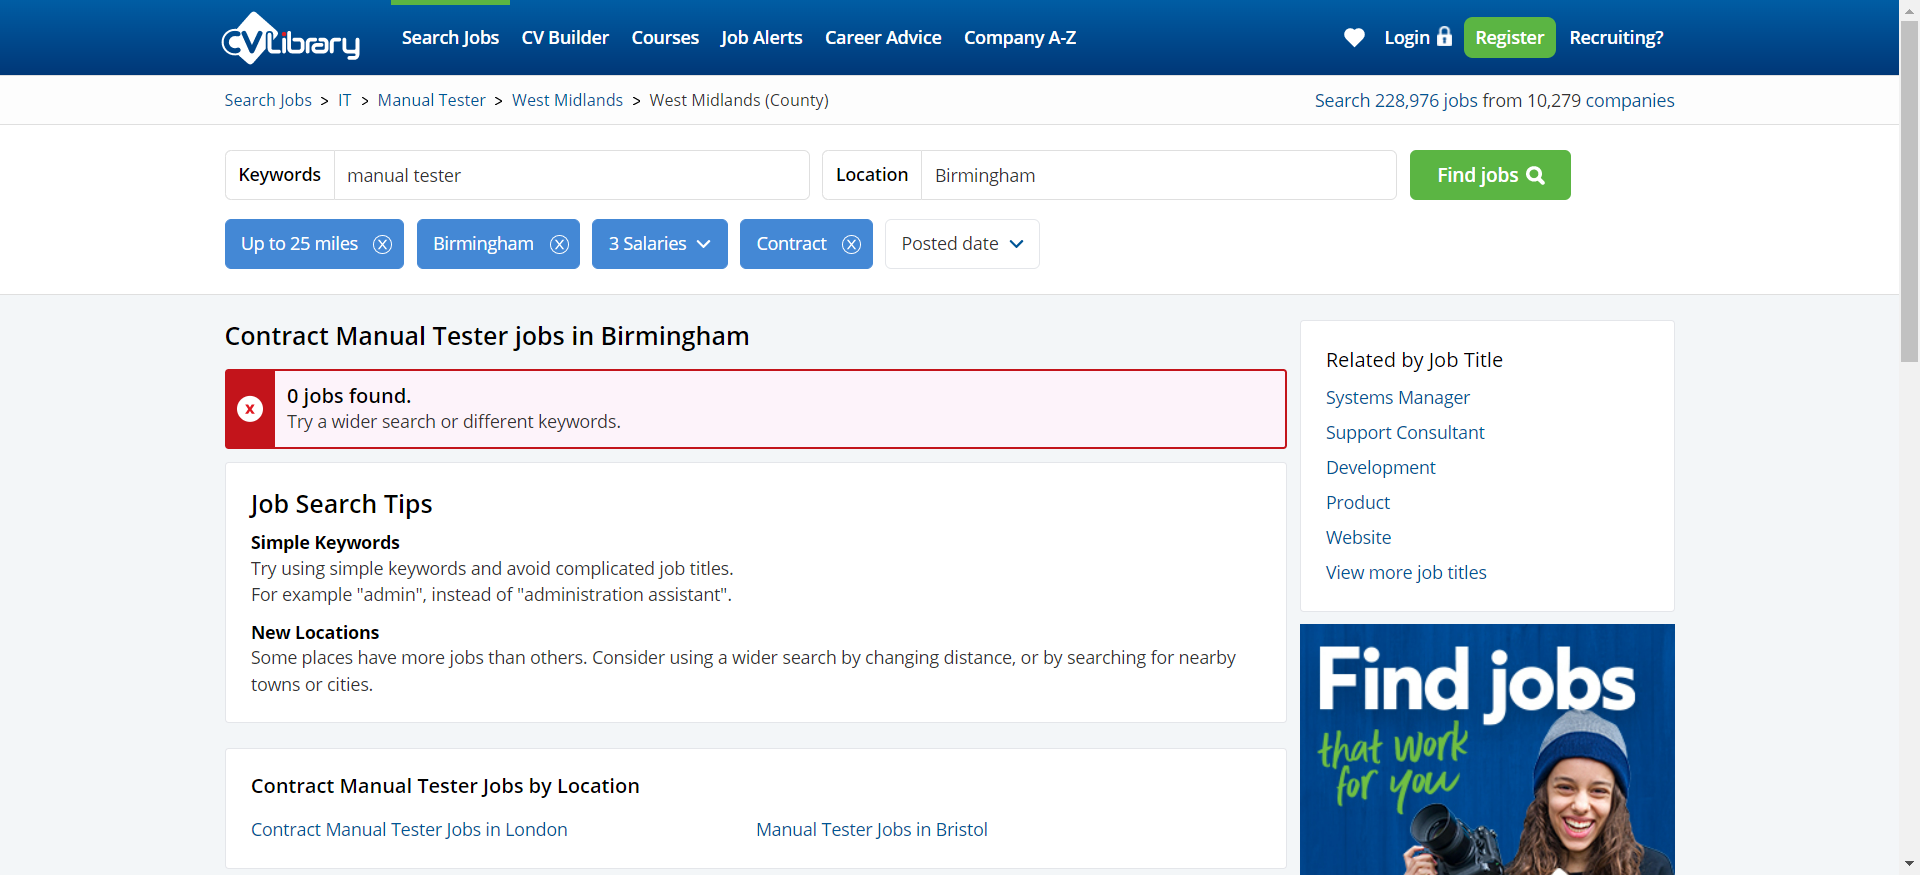 CVLibrary
Search Jobs CV Builder Courses Job Alerts Career Advice Company A-Z Login Register Recruiting?
Search Jobs > IT > Manual Tester > West Midlands > West Midlands (County) Search 228,976 jobs from 10,279 companies
Keywords manual tester Location Birmingham Find jobs
Up to 25 miles Birmingham 3 Salaries Contract Posted date
Contract Manual Tester jobs in Birmingham
0 jobs found.
Try a wider search or different keywords.
Job Search Tips
Simple Keywords
Try using simple keywords and avoid complicated job titles.
For example "admin", instead of "administration assistant".
New Locations
Some places have more jobs than others. Consider using a wider search by changing distance, or by searching for nearby
towns or cities.
Contract Manual Tester Jobs by Location
Contract Manual Tester Jobs in London Manual Tester Jobs in Bristol
Related by Job Title
Systems Manager
Support Consultant
Development
Product
Website
View more job titles
Find jobs
that work
for you